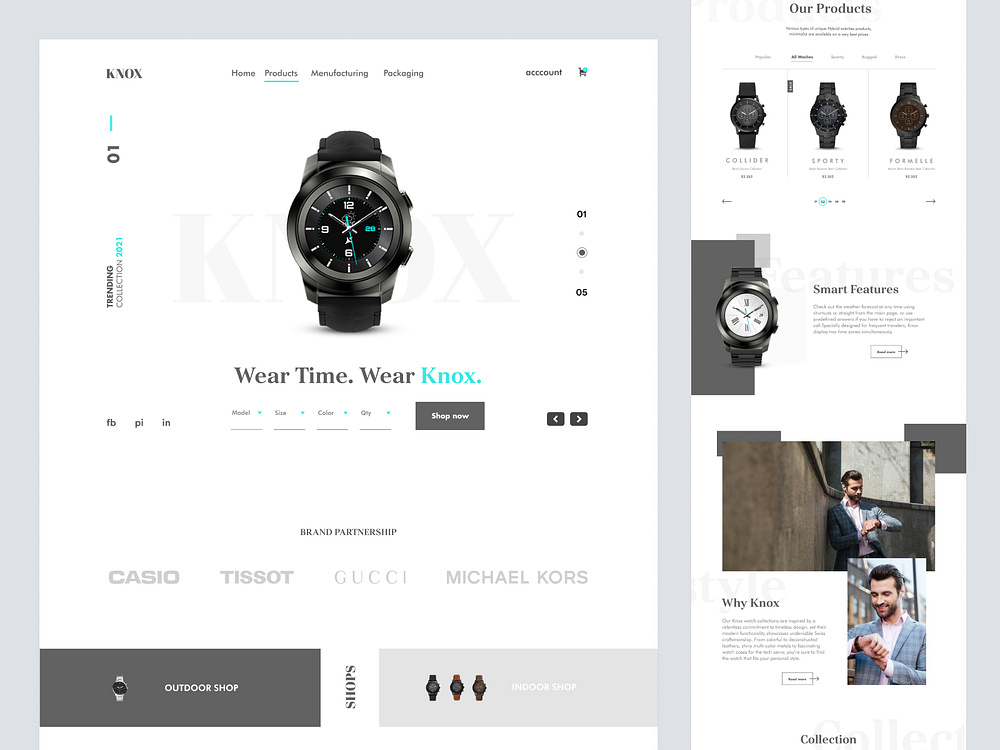 KNOX
Home Products Menufacturing Packaging
acccount
01
TRENDING
COLLECTION 2021
KNOX
12
9
28
6
01
05
Wear Time. Wear Knox.
Model Size Color Qty
Shop now
fb pi in
BRAND PARTNERSHIP
CASIO TISSOT GUCCI MICHAEL KORS
OUTDOOR SHOP
SHOPS
INDOOR SHOP
Products
Our Products
Various types of unique Hybrid watches products,
minimalist are available on a very best prices
Popular All Watches Sporty Rugged Dress
COLLIDER SPORTY FORMELLE
Features
Smart Features
Check out the weather forecast at any time using
shortcuts or straight from the main page, or use
predefined answers if you have to reject an important
call.Specially designed for frequent travelers, Knox
display two time zones simultaneously.
Read more
style
Why Knox
Our Knox watch collections are inspired by a
relentless commitment to timeless design, set their
modern functionality showcases undeniable Swiss
craftsmanship. From colorful to deconstructed
leathers, shiny multi-color metals to fascinating
watch cases for the tech savvy, you're sure to find
the watch that fits your personal style.
Read more
Collect
Collection